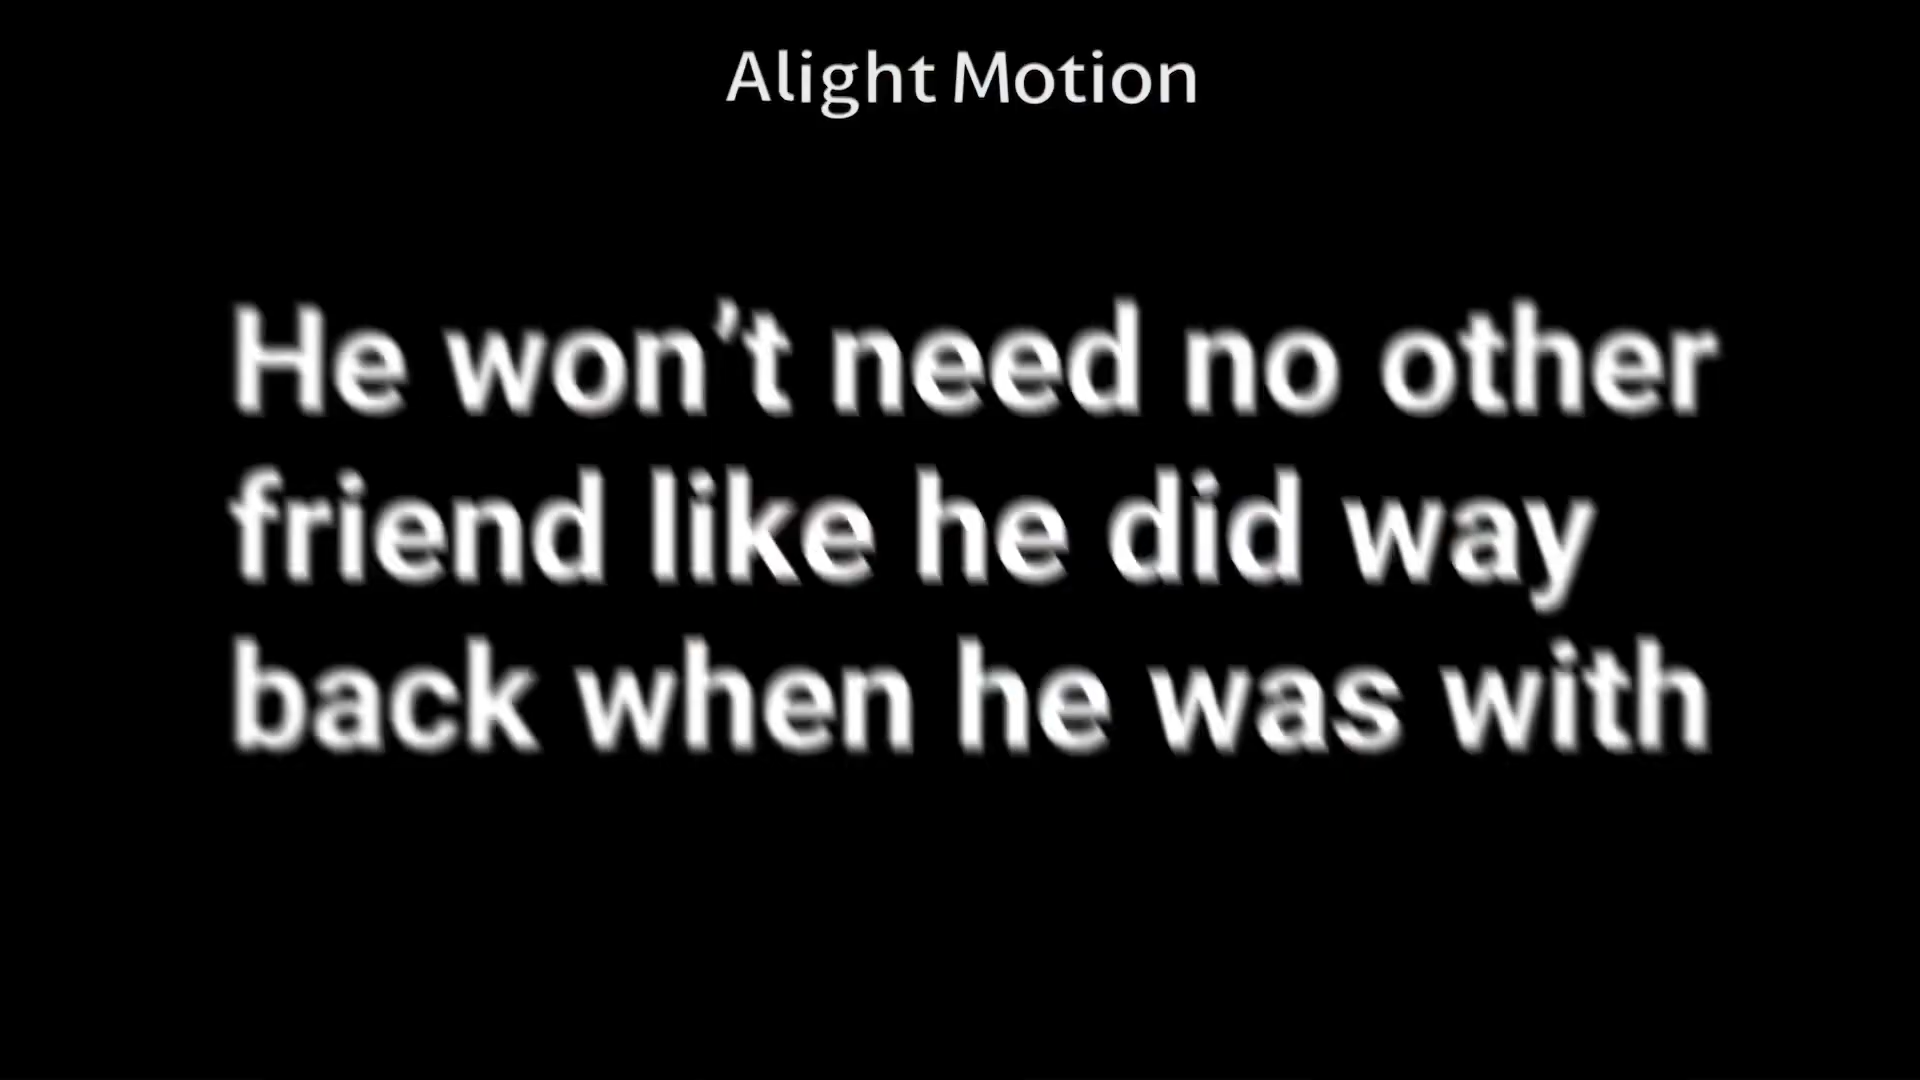 Alight Motion
He won't need no other
friend like he did way
back when he was with